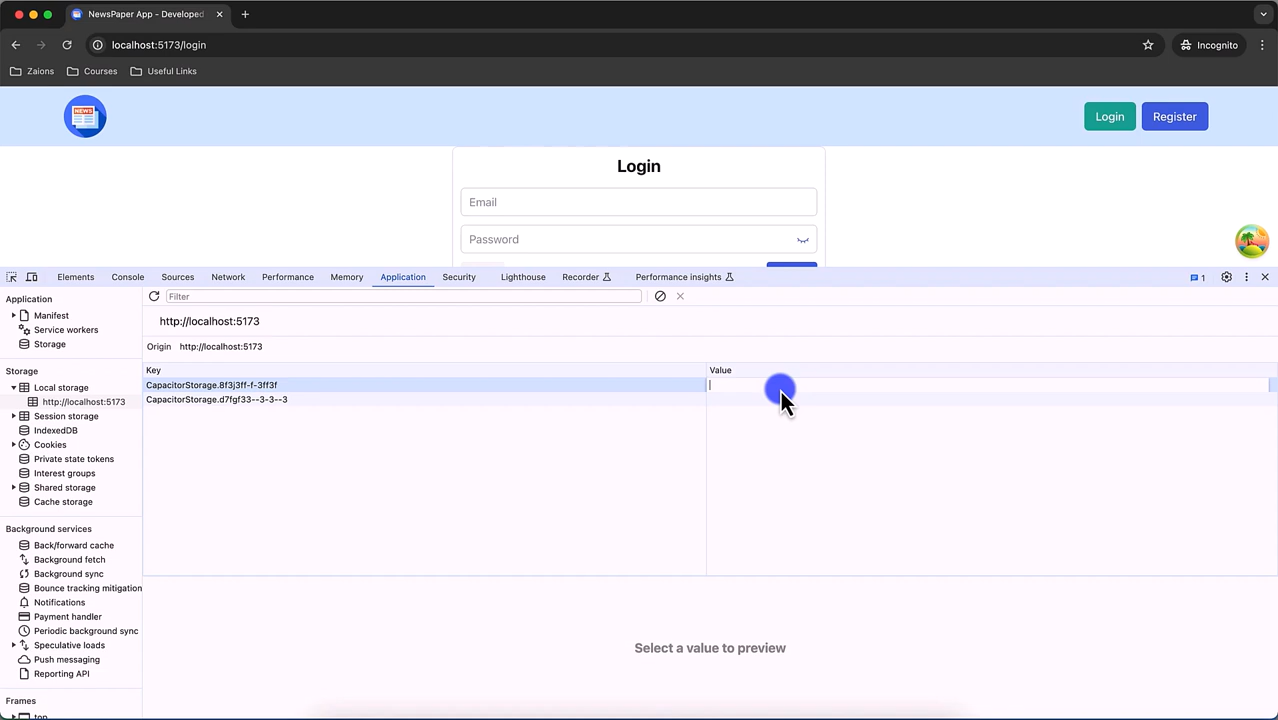 NewsPaper App - Developed
localhost:5173/login
Incognito
Zaions
Courses
Useful Links
NEWS
Login
Register
Login
Email
Password
Elements
Console
Sources
Network
Performance
Memory
Application
Security
Lighthouse
Recorder
Performance insights
1
Application
Manifest
Service workers
Storage
Storage
Local storage
http://localhost:5173
Session storage
IndexedDB
Cookies
Private state tokens
Interest groups
Shared storage
Cache storage
Background services
Back/forward cache
Background fetch
Background sync
Bounce tracking mitigation
Notifications
Payment handler
Periodic background sync
Speculative loads
Push messaging
Reporting API
Frames
top
Filter
http://localhost:5173
Origin http://localhost:5173
Key Value
CapacitorStorage.8f3j3ff-f-3ff3f
CapacitorStorage.d7fgf33--3-3--3
Select a value to preview